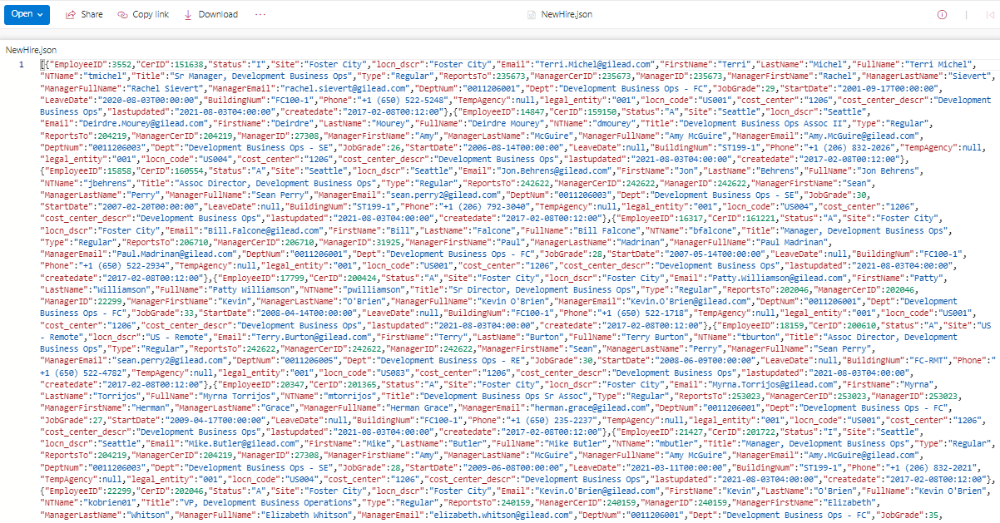 Open
Share
Copy link
Download
...
NewHire.json
NewHire.json
1
[{"EmployeeID":3552,"CerID":151638,"Status":"I","Site":"Foster City","locn_dscr":"Foster City","Email":"Terri.Michel@gilead.com","FirstName":"Terri","LastName":"Michel","FullName":"Terri Michel",
"NTName":"tmichel","Title":"Sr Manager, Development Business Ops","Type":"Regular","ReportsTo":235673,"ManagerCerID":235673,"ManagerID":235673,"ManagerFirstName":"Rachel","ManagerLastName":"Sievert",
"ManagerFullName":"Rachel Sievert","ManagerEmail":"rachel.sievert@gilead.com","DeptNum":"0011206001","Dept":"Development Business Ops - FC","JobGrade":29,"StartDate":"2001-09-17T00:00:00",
"LeaveDate":"2020-08-03T00:00:00","BuildingNum":"FC100-1","Phone":"+1 (650) 522-5248","TempAgency":null,"legal_entity":"001","locn_code":"US001","cost_center":"1206","cost_center_descr":"Development
Business Ops","lastupdated":"2021-08-03T04:00:00","createdate":"2017-02-08T00:12:00"},{"EmployeeID":14847,"CerID":159150,"Status":"A","Site":"Seattle","locn_dscr":"Seattle",
"Email":"Deirdre.Mourey@gilead.com","FirstName":"Deirdre","LastName":"Mourey","FullName":"Deirdre Mourey","NTName":"dmourey","Title":"Development Business Ops Assoc II","Type":"Regular",
"ReportsTo":204219,"ManagerCerID":204219,"ManagerID":27308,"ManagerFirstName":"Amy","ManagerLastName":"McGuire","ManagerFullName":"Amy McGuire","ManagerEmail":"Amy.McGuire@gilead.com",
"DeptNum":"0011206003","Dept":"Development Business Ops - SE","JobGrade":26,"StartDate":"2006-08-14T00:00:00","LeaveDate":null,"BuildingNum":"ST199-1","Phone":"+1 (206) 832-2026","TempAgency":null,
"legal_entity":"001","locn_code":"US004","cost_center":"1206","cost_center_descr":"Development Business Ops","lastupdated":"2021-08-03T04:00:00","createdate":"2017-02-08T00:12:00"},
{"EmployeeID":15858,"CerID":160554,"Status":"A","Site":"Seattle","locn_dscr":"Seattle","Email":"Jon.Behrens@gilead.com","FirstName":"Jon","LastName":"Behrens","FullName":"Jon Behrens",
"NTName":"jbehrens","Title":"Assoc Director, Development Business Ops","Type":"Regular","ReportsTo":242622,"ManagerCerID":242622,"ManagerID":242622,"ManagerFirstName":"Sean",
"ManagerLastName":"Perry","ManagerFullName":"Sean Perry","ManagerEmail":"sean.perry2@gilead.com","DeptNum":"0011206003","Dept":"Development Business Ops - SE","JobGrade":30,
"StartDate":"2007-02-20T00:00:00","LeaveDate":null,"BuildingNum":"ST199-1","Phone":"+1 (206) 792-3040","TempAgency":null,"legal_entity":"001","locn_code":"US004","cost_center":"1206",
"cost_center_descr":"Development Business Ops","lastupdated":"2021-08-03T04:00:00","createdate":"2017-02-08T00:12:00"},{"EmployeeID":16317,"CerID":161221,"Status":"A","Site":"Foster City",
"locn_dscr":"Foster City","Email":"Bill.Falcone@gilead.com","FirstName":"Bill","LastName":"Falcone","FullName":"Bill Falcone","NTName":"bfalcone","Title":"Manager, Development Business Ops",
"Type":"Regular","ReportsTo":206710,"ManagerCerID":206710,"ManagerID":31925,"ManagerFirstName":"Paul","ManagerLastName":"Madrinan","ManagerFullName":"Paul Madrinan",
"ManagerEmail":"Paul.Madrinan@gilead.com","DeptNum":"0011206001","Dept":"Development Business Ops - FC","JobGrade":28,"StartDate":"2007-05-14T00:00:00","LeaveDate":null,"BuildingNum":"FC100-1",
"Phone":"+1 (650) 522-2934","TempAgency":null,"legal_entity":"001","locn_code":"US001","cost_center":"1206","cost_center_descr":"Development Business Ops","lastupdated":"2021-08-03T04:00:00",
"createdate":"2017-02-08T00:12:00"},{"EmployeeID":17799,"CerID":200424,"Status":"A","Site":"Foster City","locn_dscr":"Foster City","Email":"Patty.Williamson@gilead.com","FirstName":"Patty",
"LastName":"Williamson","FullName":"Patty Williamson","NTName":"pwilliamson","Title":"Sr Director, Development Business Ops","Type":"Regular","ReportsTo":202046,"ManagerCerID":202046,
"ManagerID":22299,"ManagerFirstName":"Kevin","ManagerLastName":"O'Brien","ManagerFullName":"Kevin O'Brien","ManagerEmail":"Kevin.O'Brien@gilead.com","DeptNum":"0011206001","Dept":"Development
Business Ops - FC","JobGrade":33,"StartDate":"2008-04-14T00:00:00","LeaveDate":null,"BuildingNum":"FC100-1","Phone":"+1 (650) 522-1718","TempAgency":null,"legal_entity":"001","locn_code":"US001",
"cost_center":"1206","cost_center_descr":"Development Business Ops","lastupdated":"2021-08-03T04:00:00","createdate":"2017-02-08T00:12:00"},{"EmployeeID":18159,"CerID":200610,"Status":"A","Site":"US
- Remote","locn_dscr":"US - Remote","Email":"Terry.Burton@gilead.com","FirstName":"Terry","LastName":"Burton","FullName":"Terry Burton","NTName":"tburton","Title":"Assoc Director, Development
Business Ops","Type":"Regular","ReportsTo":242622,"ManagerCerID":242622,"ManagerID":242622,"ManagerFirstName":"Sean","ManagerLastName":"Perry","ManagerFullName":"Sean Perry",
"ManagerEmail":"sean.perry2@gilead.com","DeptNum":"0011206005","Dept":"Development Business Ops - RE","JobGrade":30,"StartDate":"2008-06-09T00:00:00","LeaveDate":null,"BuildingNum":"FC-RMT","Phone":"
+1 (650) 522-4782","TempAgency":null,"legal_entity":"001","locn_code":"US083","cost_center":"1206","cost_center_descr":"Development Business Ops","lastupdated":"2021-08-03T04:00:00",
"createdate":"2017-02-08T00:12:00"},{"EmployeeID":20347,"CerID":201365,"Status":"A","Site":"Foster City","locn_dscr":"Foster City","Email":"Myrna.Torrijos@gilead.com","FirstName":"Myrna",
"LastName":"Torrijos","FullName":"Myrna Torrijos","NTName":"mtorrijos","Title":"Development Business Ops Sr Assoc","Type":"Regular","ReportsTo":253023,"ManagerCerID":253023,"ManagerID":253023,
"ManagerFirstName":"Herman","ManagerLastName":"Grace","ManagerFullName":"Herman Grace","ManagerEmail":"herman.grace@gilead.com","DeptNum":"0011206001","Dept":"Development Business Ops - FC",
"JobGrade":27,"StartDate":"2009-04-17T00:00:00","LeaveDate":null,"BuildingNum":"FC100-1","Phone":"+1 (650) 235-2237","TempAgency":null,"legal_entity":"001","locn_code":"US001","cost_center":"1206",
"cost_center_descr":"Development Business Ops","lastupdated":"2021-08-03T04:00:00","createdate":"2017-02-08T00:12:00"},{"EmployeeID":21427,"CerID":201722,"Status":"I","Site":"Seattle",
"locn_dscr":"Seattle","Email":"Mike.Butler@gilead.com","FirstName":"Mike","LastName":"Butler","FullName":"Mike Butler","NTName":"mbutler","Title":"Manager, Development Business Ops","Type":"Regular",
"ReportsTo":204219,"ManagerCerID":204219,"ManagerID":27308,"ManagerFirstName":"Amy","ManagerLastName":"McGuire","ManagerFullName":"Amy McGuire","ManagerEmail":"Amy.McGuire@gilead.com",
"DeptNum":"0011206003","Dept":"Development Business Ops - SE","JobGrade":28,"StartDate":"2009-06-08T00:00:00","LeaveDate":"2021-03-11T00:00:00","BuildingNum":"ST199-1","Phone":"+1 (206) 832-2021",
"TempAgency":null,"legal_entity":"001","locn_code":"US004","cost_center":"1206","cost_center_descr":"Development Business Ops","lastupdated":"2021-08-03T04:00:00","createdate":"2017-02-08T00:12:00"},
{"EmployeeID":22299,"CerID":202046,"Status":"A","Site":"Foster City","locn_dscr":"Foster City","Email":"Kevin.O'Brien@gilead.com","FirstName":"Kevin","LastName":"O'Brien","FullName":"Kevin O'Brien",
"NTName":"kobrien01","Title":"VP, Development Business Operations","Type":"Regular","ReportsTo":240159,"ManagerCerID":240159,"ManagerID":240159,"ManagerFirstName":"Elizabeth",
"ManagerLastName":"Whitson","ManagerFullName":"Elizabeth Whitson","ManagerEmail":"elizabeth.whitson@gilead.com","DeptNum":"0011206001","Dept":"Development Business Ops - FC","JobGrade":35,